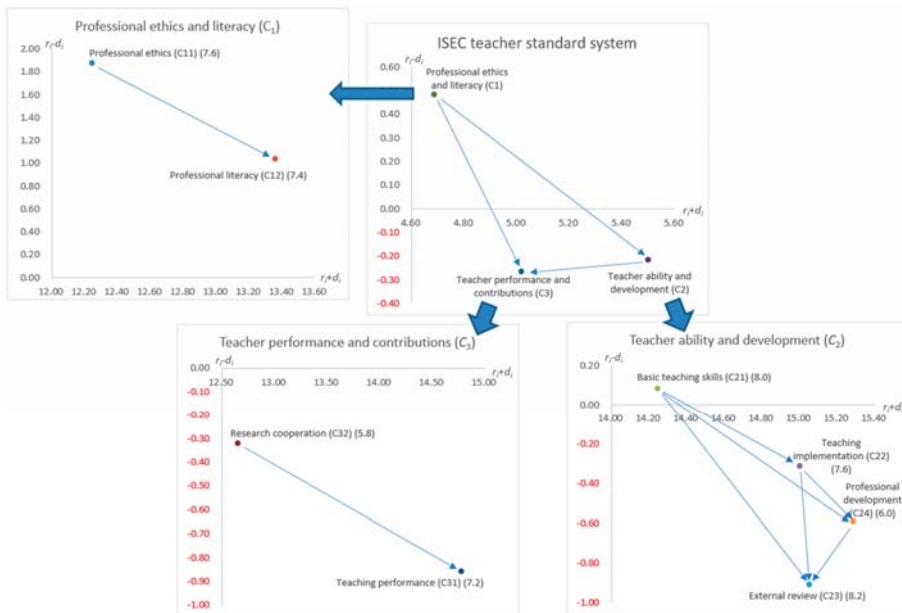 Professional ethics and literacy (C₁)
rᵢ-dᵢ
2.00
1.80
1.60
1.40
1.20
1.00
0.80
0.60
0.40
0.20
0.00
Professional ethics (C11) (7.6)
Professional literacy (C12) (7.4)
rᵢ+dᵢ
12.00 12.20 12.40 12.60 12.80 13.00 13.20 13.40 13.60
ISEC teacher standard system
rᵢ-dᵢ
0.60
0.50
0.40
0.30
0.20
0.10
0.00
-0.10
-0.20
-0.30
-0.40
Professional ethics
and literacy (C1)
rᵢ+dᵢ
4.60 4.80 5.00 5.20 5.40 5.60
Teacher performance and
contributions (C3)
Teacher ability and
development (C2)
Teacher performance and contributions (C₃)
rᵢ-dᵢ
0.00
-0.10
-0.20
-0.30
-0.40
-0.50
-0.60
-0.70
-0.80
-0.90
-1.00
rᵢ+dᵢ
12.50 13.00 13.50 14.00 14.50 15.00
Research cooperation (C32) (5.8)
Teaching performance (C31) (7.2)
Teacher ability and development (C₂)
rᵢ-dᵢ
0.20
0.00
-0.20
-0.40
-0.60
-0.80
-1.00
Basic teaching skills (C21) (8.0)
14.00 14.20 14.40 14.60 14.80 15.00 15.20 15.40
Teaching
implementation (C22)
(7.6)
Professional
development
(C24) (6.0)
External review (C23) (8.2)